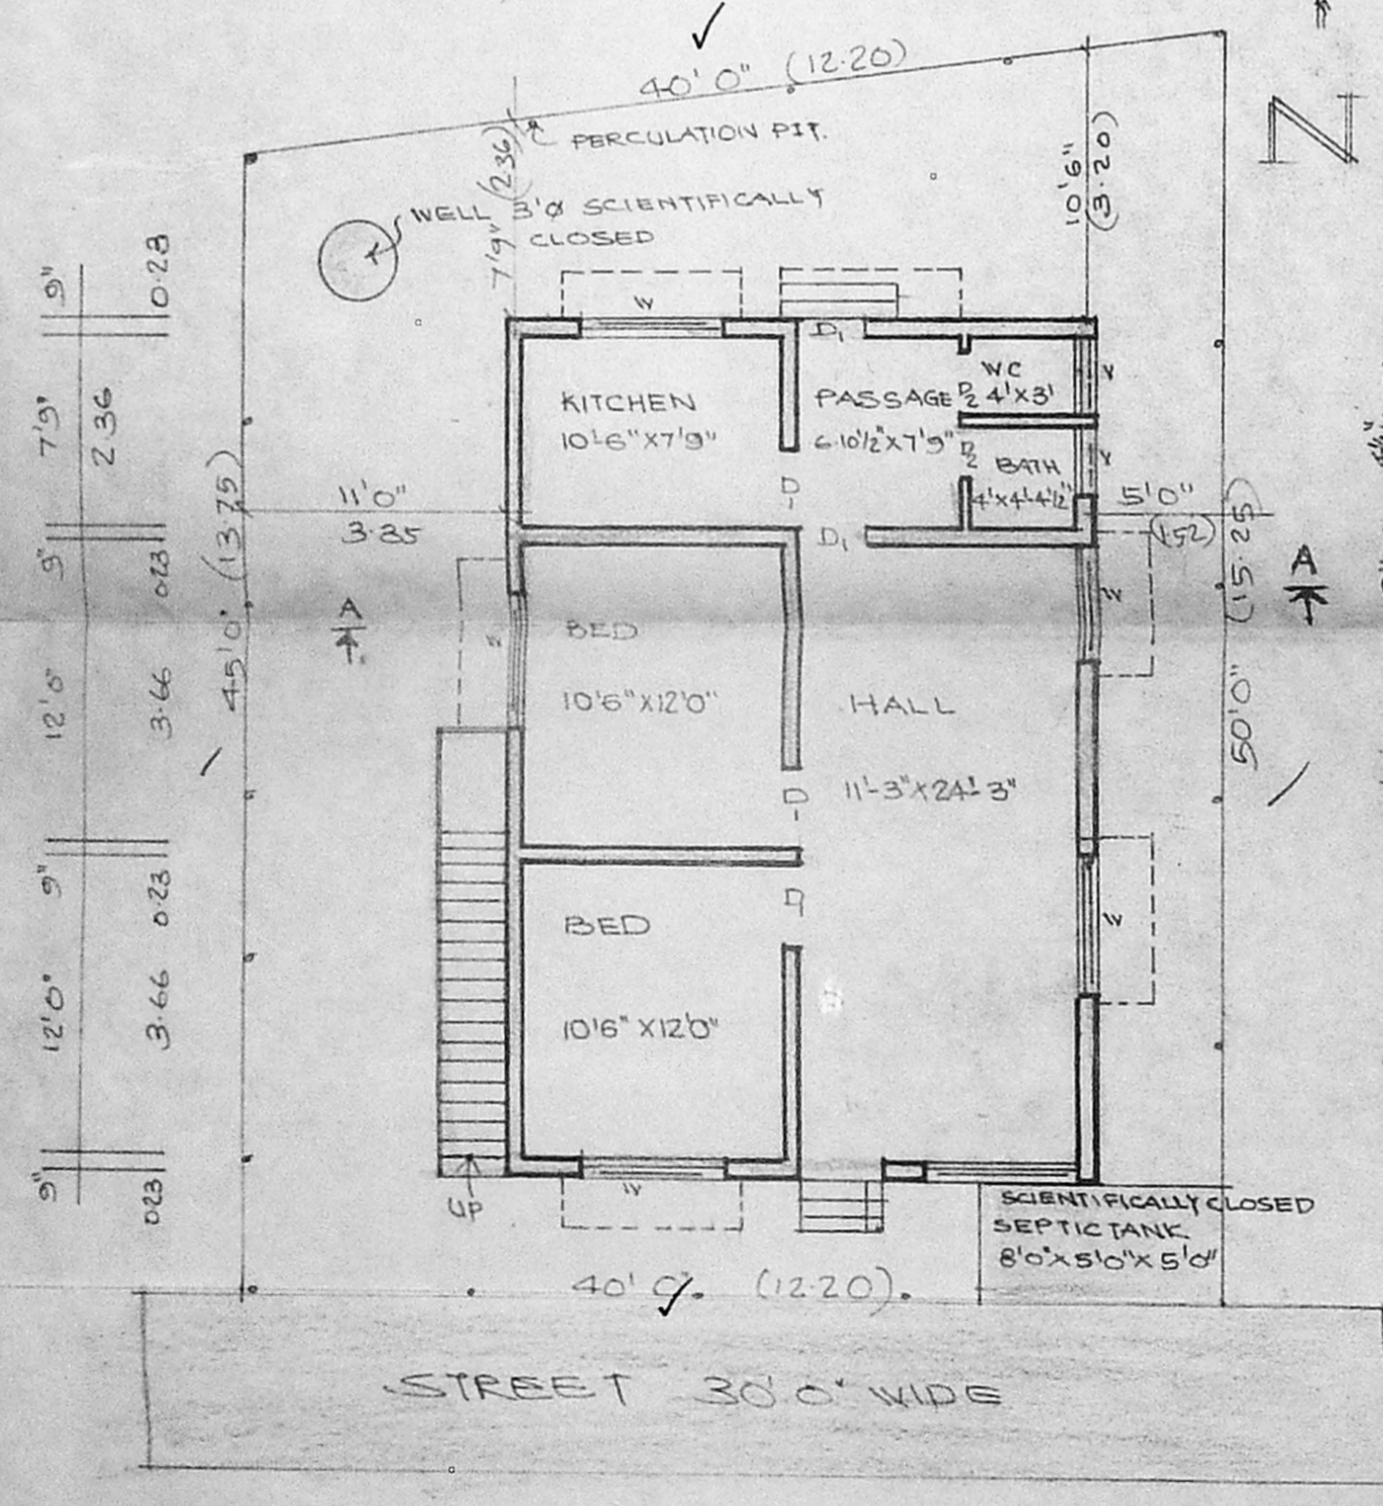 40' 0" (12.20)
N
PERCULATION PIT.
7'9" (2.36)
10'6"
(3.20)
WELL 3'Ø SCIENTIFICALLY
CLOSED
9"
0.23
7'9"
2.36
9"
023
12'0"
3.66
9"
0.23
12'0"
3.66
9"
023
45'0" (13.75)
W
D1
KITCHEN
10'-6"X7'9"
PASSAGE
6-10½"X7'9"
D2
WC
4'X3'
V
D2
BATH
4'X4'-4½"
V
D
D1
11'0"
3.35
5'0"
(1.52)
50'0" (15.25)
A
A
W
BED
10'6"X12'0"
HALL
11'-3"X24'-3"
W
D
D
BED
10'6"X12'0"
W
UP
W
SCIENTIFICALLY CLOSED
SEPTIC TANK
8'0"X5'0"X5'0"
40' 0". (12.20).
STREET 30'.0" WIDE